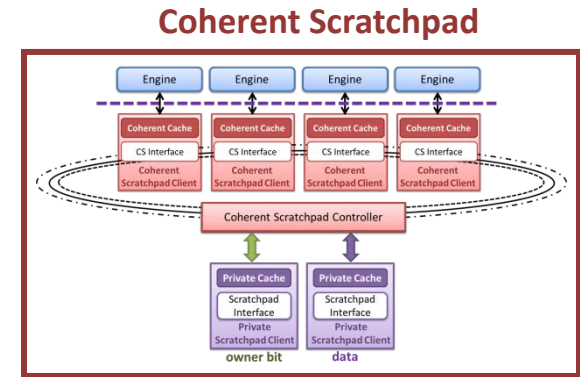 Coherent Scratchpad
Engine Engine Engine Engine
Coherent Cache Coherent Cache Coherent Cache Coherent Cache
CS Interface CS Interface CS Interface CS Interface
Coherent Coherent Coherent Coherent
Scratchpad Client Scratchpad Client Scratchpad Client Scratchpad Client
Coherent Scratchpad Controller
Private Cache Private Cache
Scratchpad Scratchpad
Interface Interface
Private Private
Scratchpad Client Scratchpad Client
owner bit data